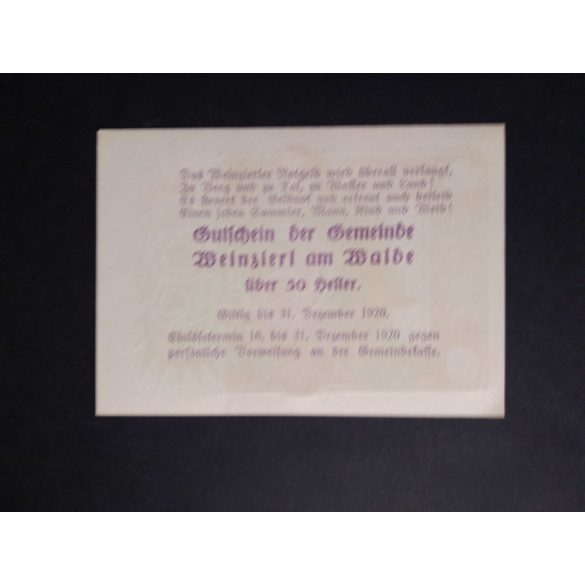 Das Weinzierler Notgeld wird überall verlangt,
Zu Berg und zu Tal, zu Wasser und Land!
Es steuert der Geldnot und erfreut auch
Einen jeden Sammler, Mann, Kind und Weib!
Gutschein der Gemeinde
Weinzierl am Walde
über 50 Heller.
Gültig bis 31. Dezember 1920.
Einlösetermin 16. bis 31. Dezember 1920 gegen
persönliche Vorweisung an der Gemeindekasse.